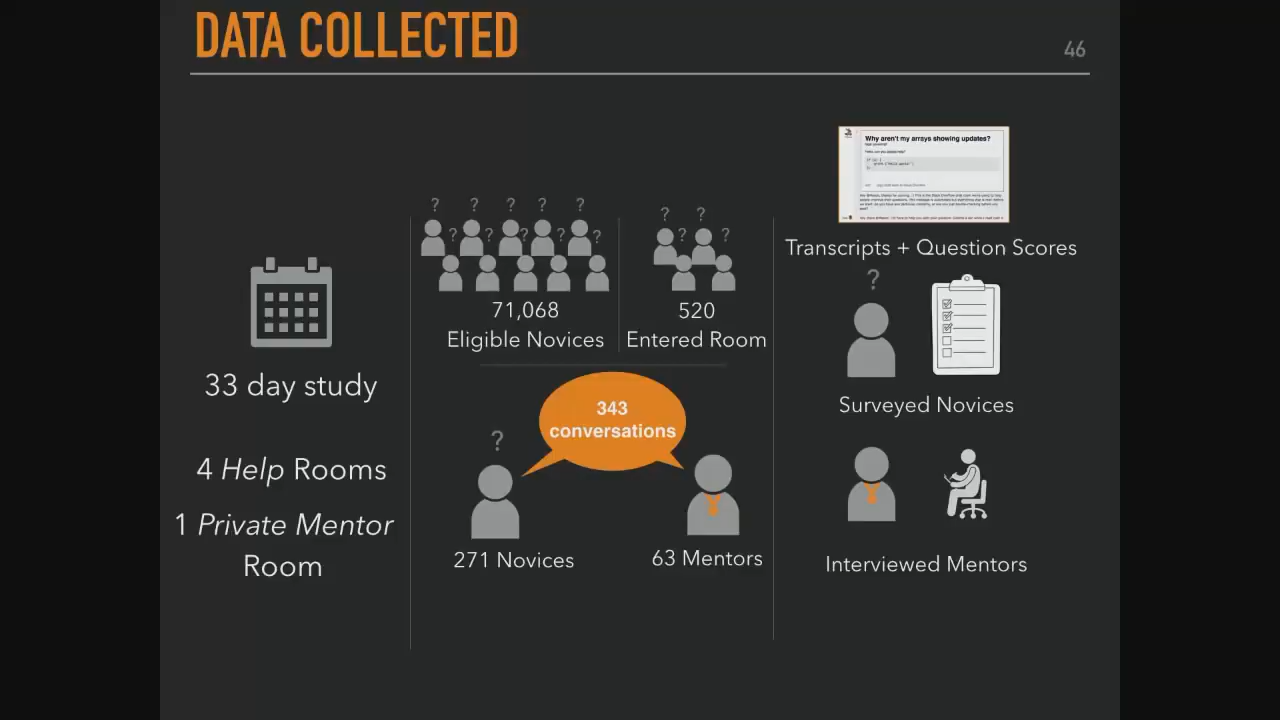 DATA COLLECTED
46
33 day study
4 Help Rooms
1 Private Mentor
Room
? ? ? ? ?
? ? ? ? ?
71,068
Eligible Novices
? ?
? ?
520
Entered Room
343
conversations
?
271 Novices
63 Mentors
Why aren't my arrays showing updates?
Transcripts + Question Scores
?
Surveyed Novices
Interviewed Mentors